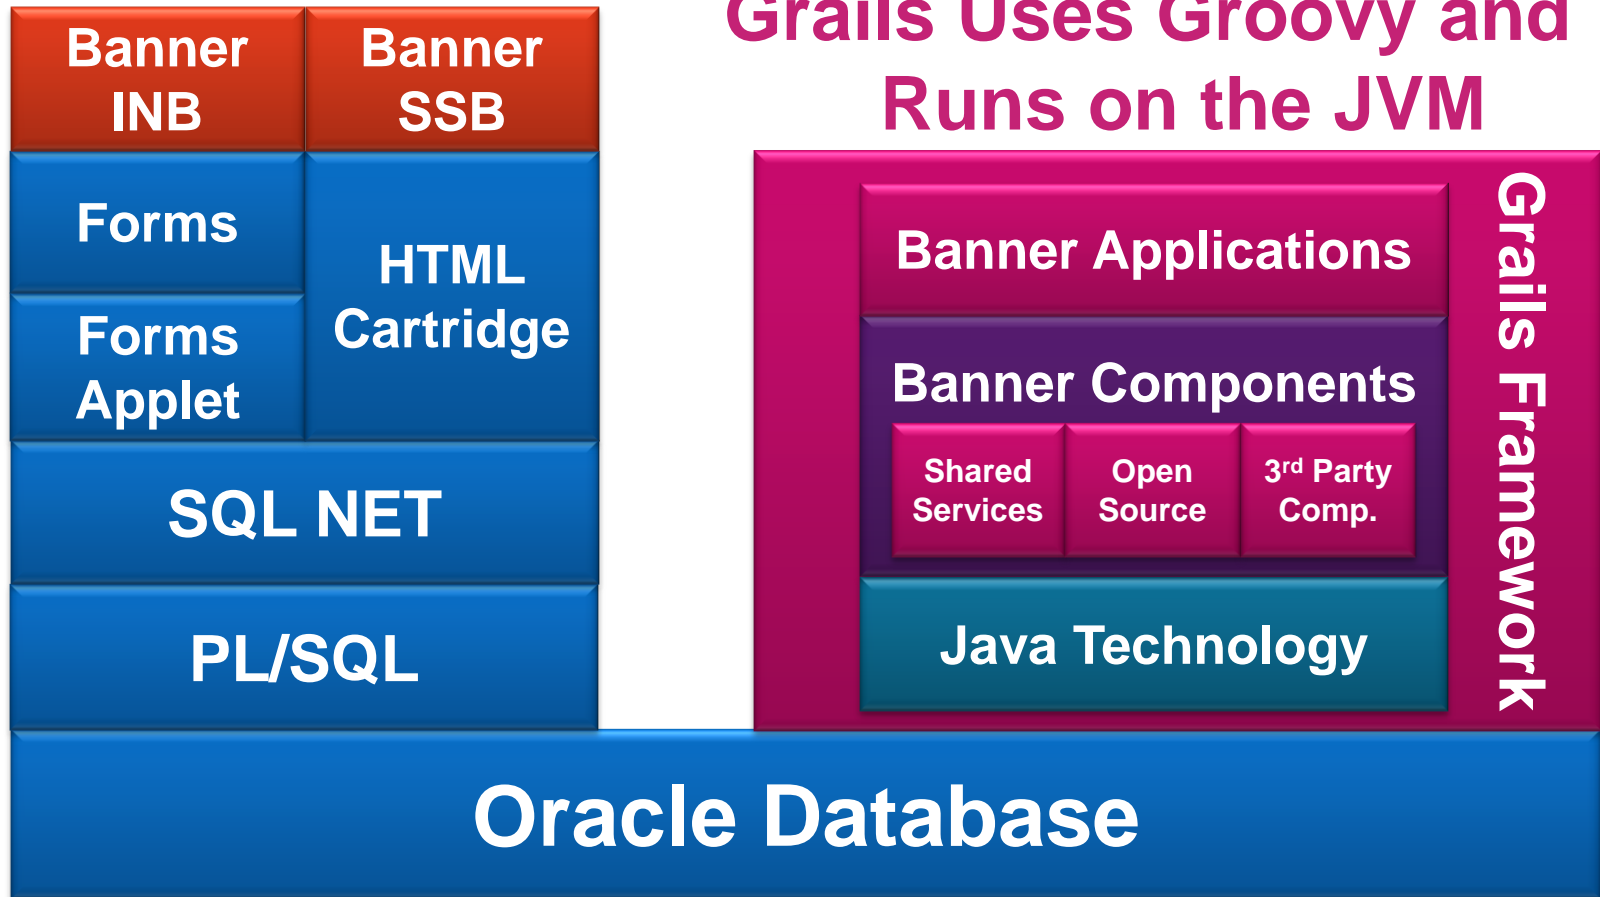 Grails Uses Groovy and
Runs on the JVM
Banner
INB
Banner
SSB
Forms
HTML
Cartridge
Forms
Applet
SQL NET
PL/SQL
Banner Applications
Banner Components
Shared
Services
Open
Source
3rd Party
Comp.
Java Technology
Grails Framework
Oracle Database